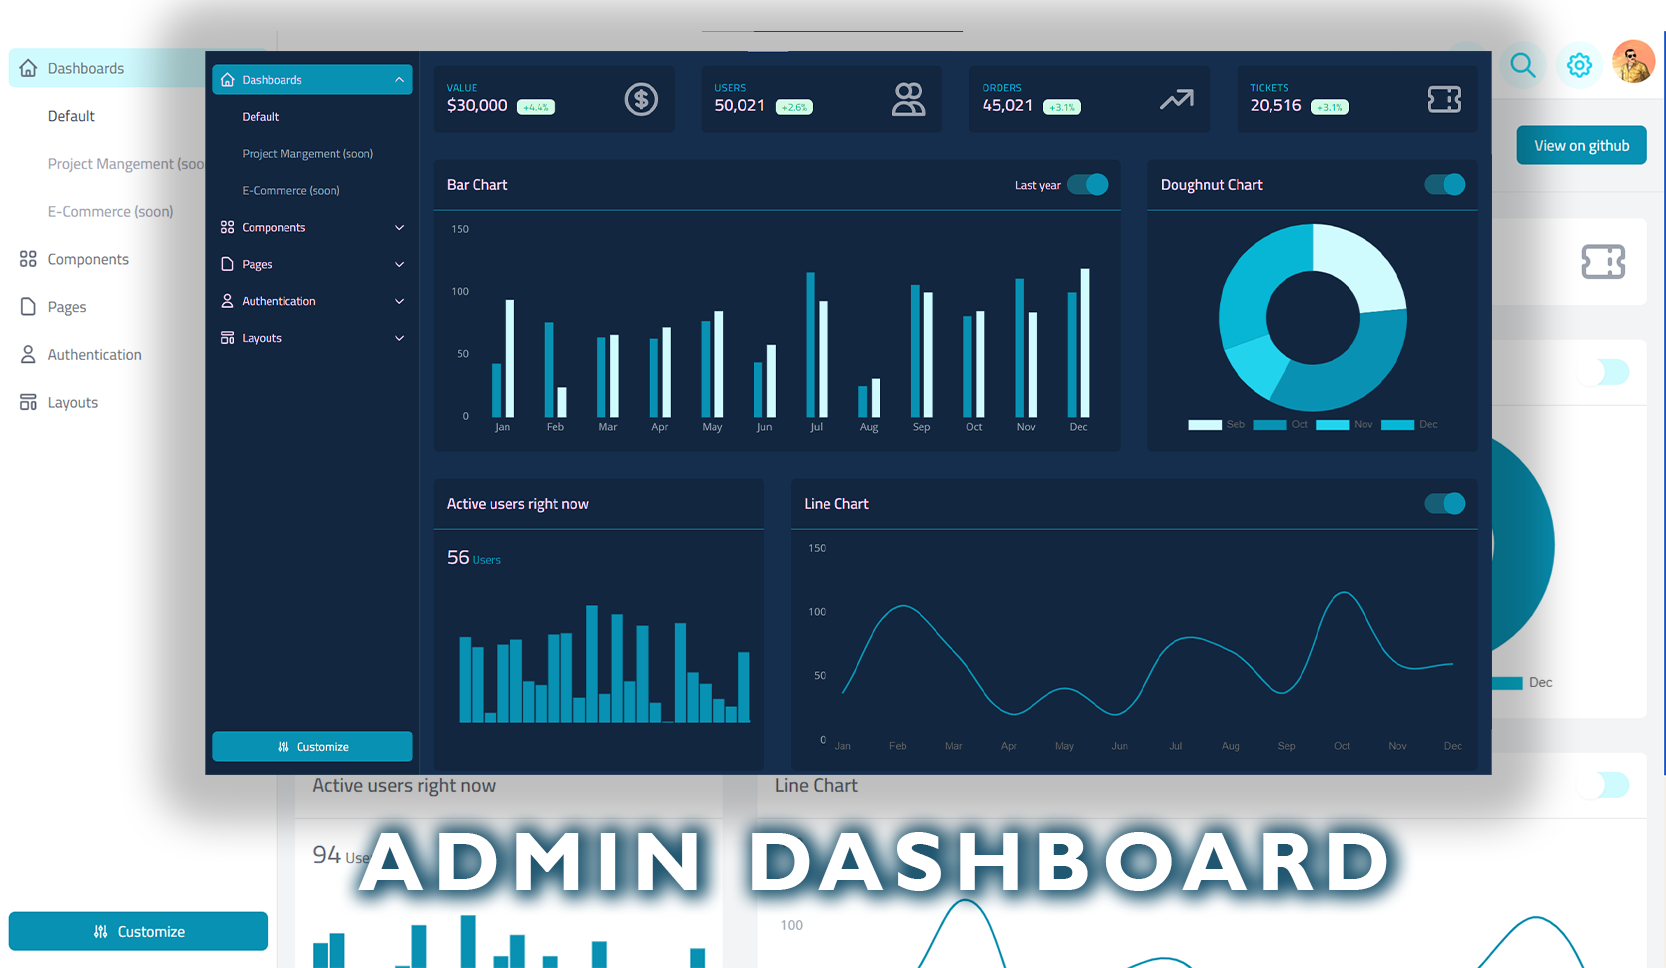 Dashboards
Default
Project Mangement (soo
E-Commerce (soon)
Components
Pages
Authentication
Layouts
Customize
Dashboards
Default
Project Mangement (soon)
E-Commerce (soon)
Components
Pages
Authentication
Layouts
Customize
VALUE
$30,000 +4.4%
USERS
50,021 +2.6%
ORDERS
45,021 +3.1%
TICKETS
20,516 +3.1%
Bar Chart Last year
150
100
50
0
Jan Feb Mar Apr May Jun Jul Aug Sep Oct Nov Dec
Doughnut Chart
Seb Oct Nov Dec
Active users right now
56 Users
Line Chart
150
100
50
0
Jan Feb Mar Apr May Jun Jul Aug Sep Oct Nov Dec
View on github
Dec
Active users right now
94 Use
Line Chart
100
ADMIN DASHBOARD